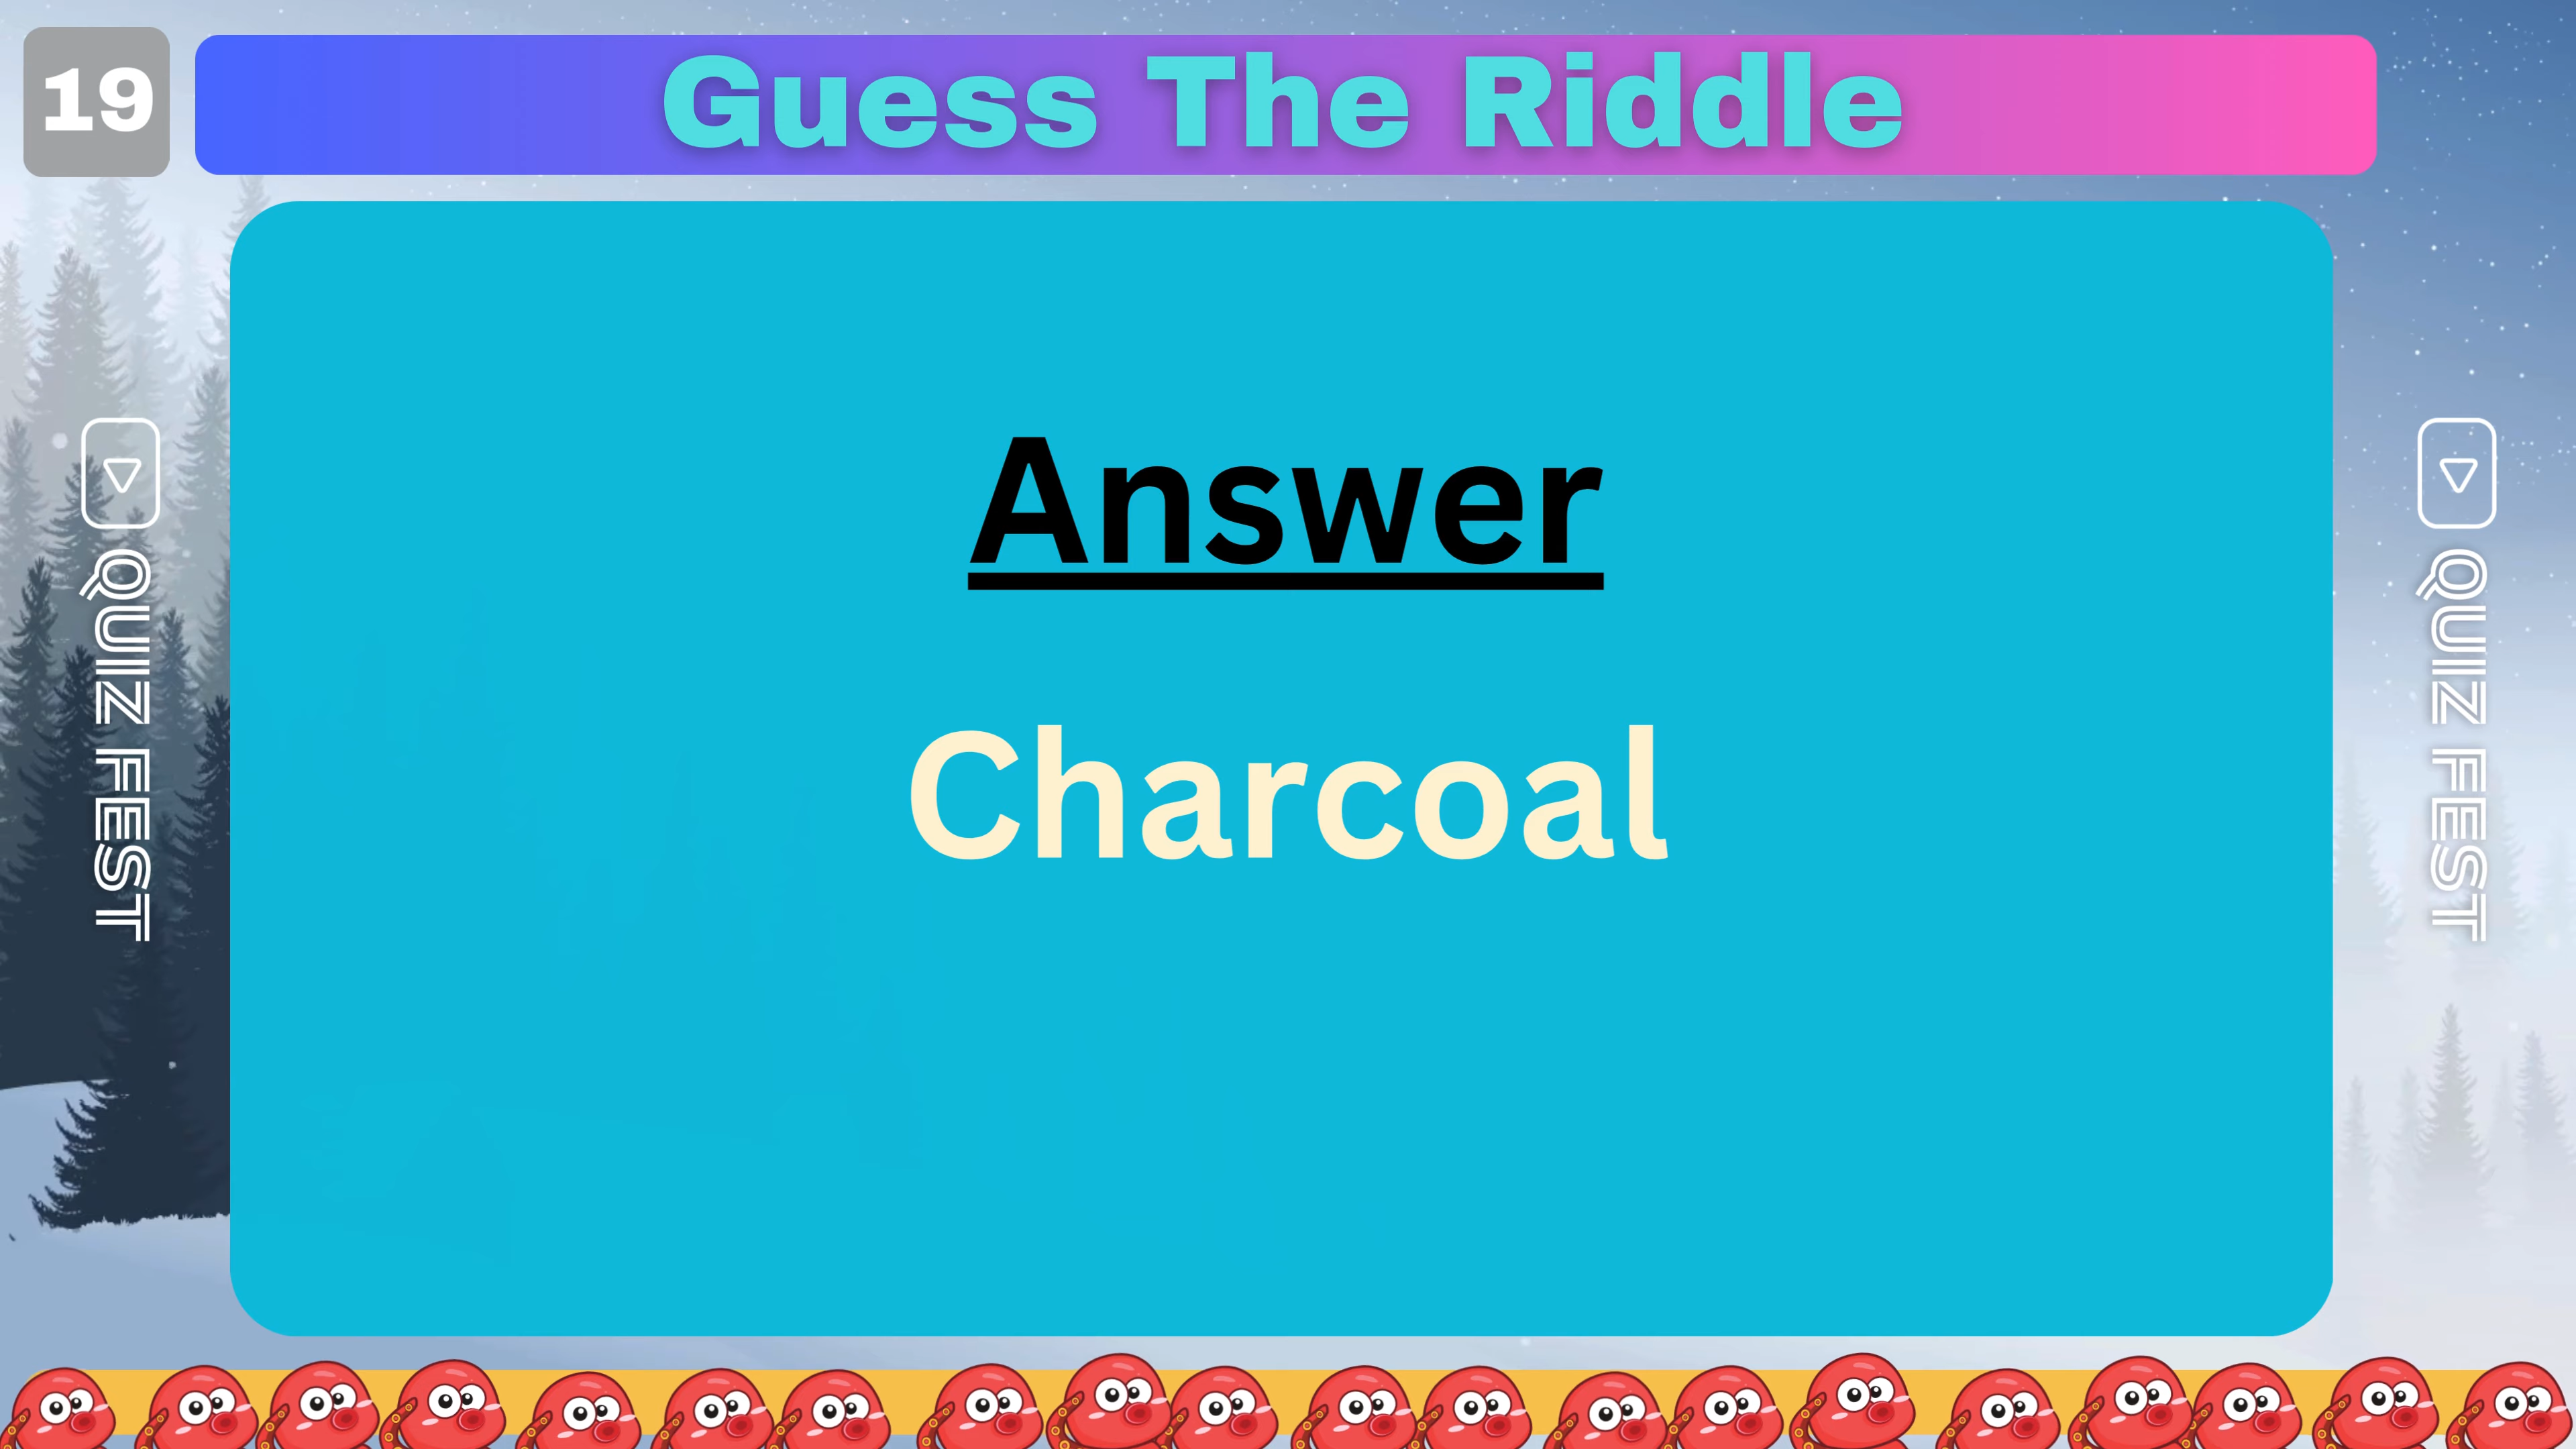 19
Guess The Riddle
Answer
Charcoal
QUIZ FEST
QUIZ FEST